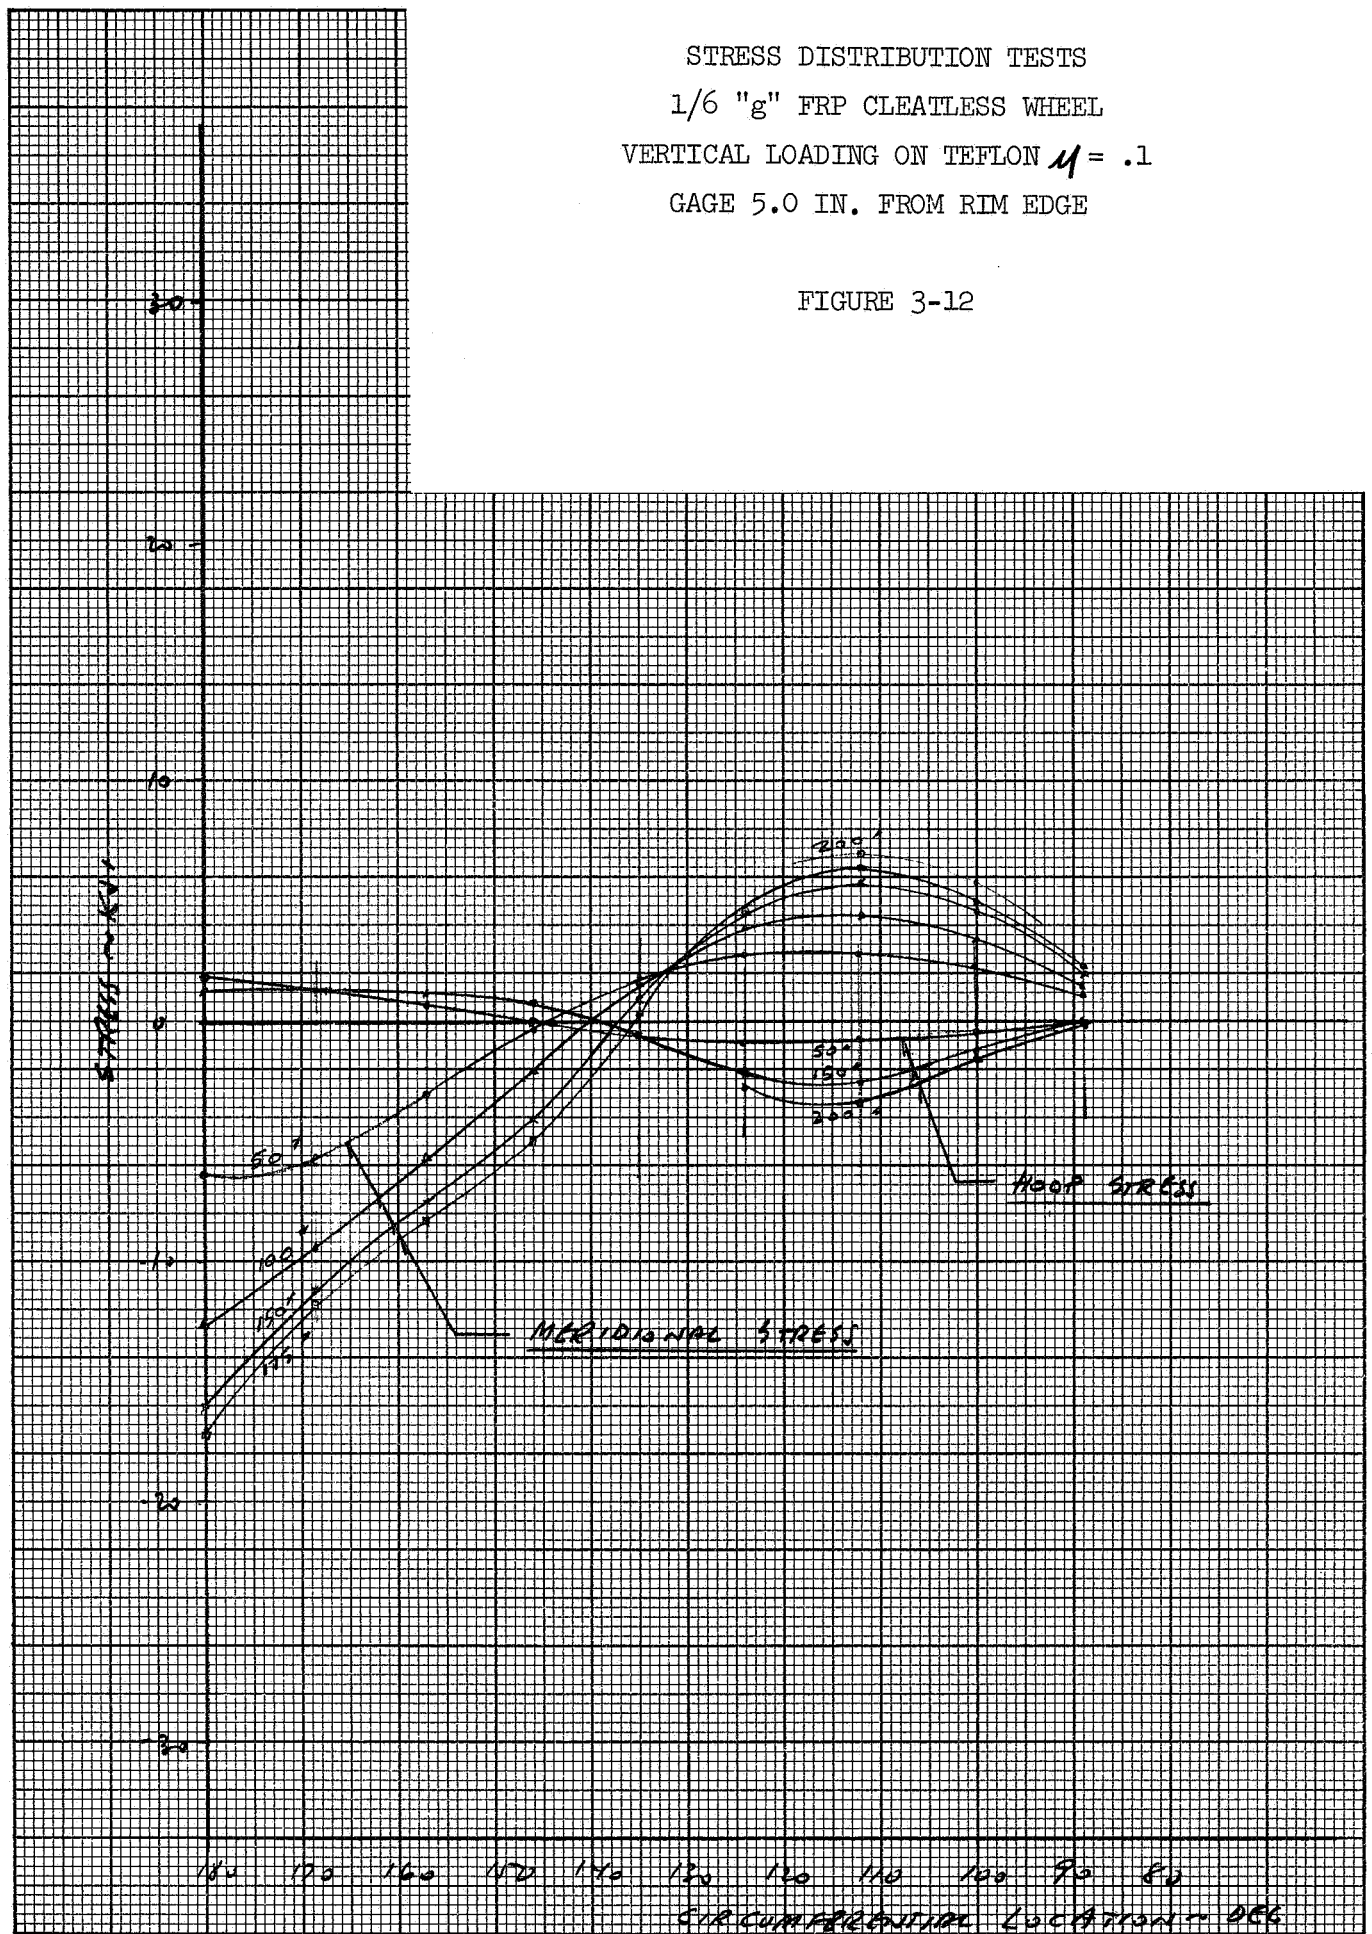 STRESS DISTRIBUTION TESTS
1/6 "g" FRP CLEATLESS WHEEL
VERTICAL LOADING ON TEFLON μ = .1
GAGE 5.0 IN. FROM RIM EDGE
FIGURE 3-12
30
20
10
0
-10
-20
-30
STRESS ~ KSI
200#
50#
150#
200#
HOOP STRESS
50#
100#
150#
175
MERIDIONAL STRESS
180 170 160 150 140 130 120 110 100 90 80
CIRCUMFERENTIAL LOCATION ~ DEG